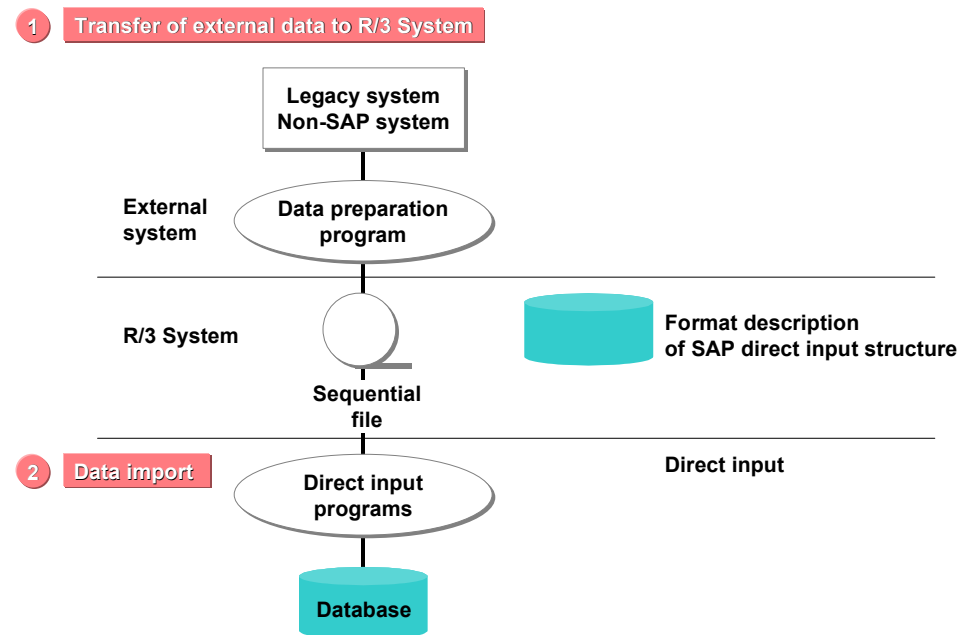 1
Transfer of external data to R/3 System
Legacy system
Non-SAP system
External
system
Data preparation
program
R/3 System
Format description
of SAP direct input structure
Sequential
file
2
Data import
Direct input
Direct input
programs
Database